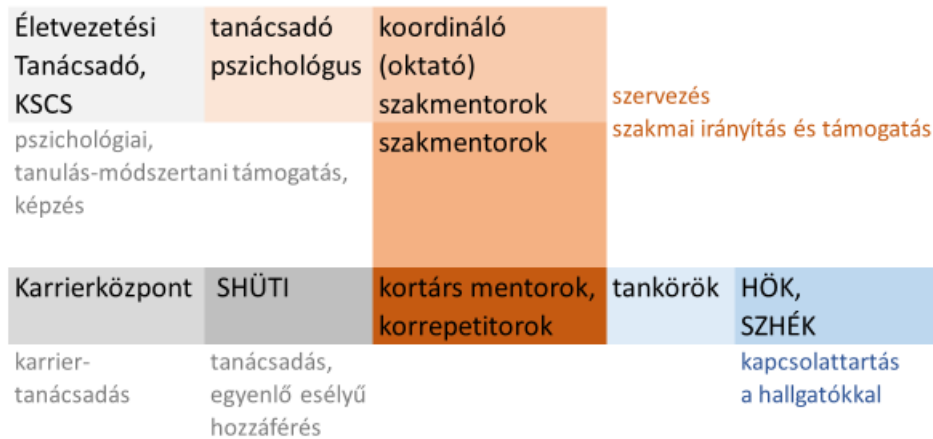 Életvezetési
Tanácsadó,
KSCS
tanácsadó
pszichológus
koordináló
(oktató)
szakmentorok
szervezés
szakmai irányítás és támogatás
pszichológiai,
tanulás-módszertani támogatás,
képzés
szakmentorok
Karrierközpont
SHÜTI
kortárs mentorok,
korrepetitorok
tankörök
HÖK,
SZHÉK
karrier-
tanácsadás
tanácsadás,
egyenlő esélyű
hozzáférés
kapcsolattartás
a hallgatókkal